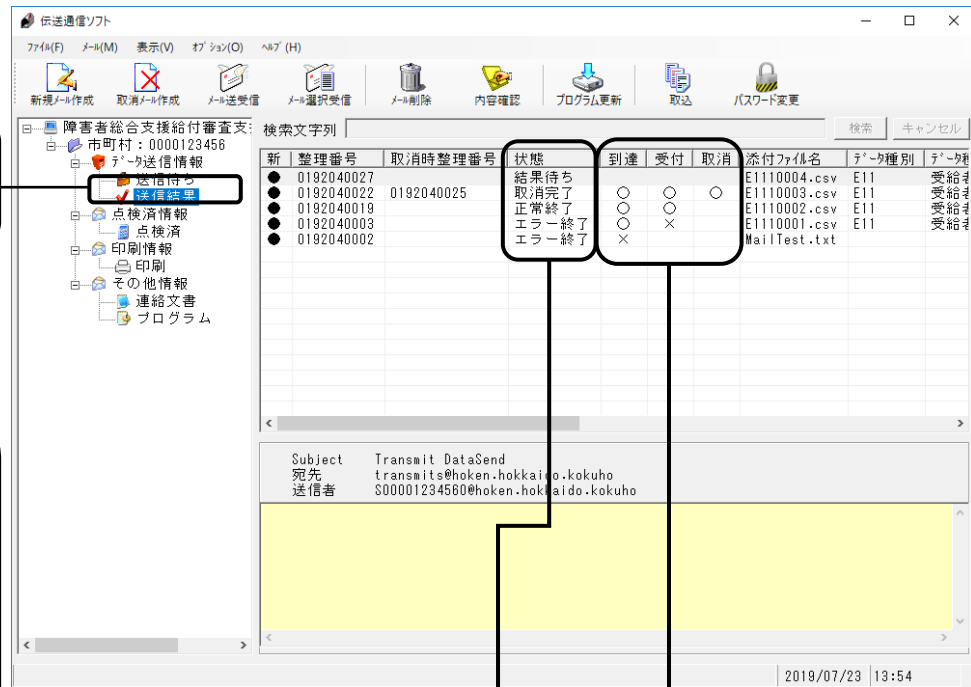 伝送通信ソフト
ﾌｧｲﾙ(F) ﾒｰﾙ(M) 表示(V) ｵﾌﾟｼｮﾝ(O) ﾍﾙﾌﾟ(H)
新規ﾒｰﾙ作成 取消ﾒｰﾙ作成 ﾒｰﾙ送受信 ﾒｰﾙ選択受信 ﾒｰﾙ削除 内容確認 ﾌﾟﾛｸﾞﾗﾑ更新 取込 ﾊﾟｽﾜｰﾄﾞ変更
障害者総合支援給付審査支
市町村：0000123456
ﾃﾞｰﾀ送信情報
送信待ち
送信結果
点検済情報
点検済
印刷情報
印刷
その他情報
連絡文書
プログラム
検索文字列 検索 キャンセル
新 整理番号 取消時整理番号 状態 到達 受付 取消 添付ﾌｧｲﾙ名 ﾃﾞｰﾀ種別 ﾃﾞｰﾀ種
● 0192040027 結果待ち E1110004.csv E11 受給者
● 0192040022 0192040025 取消完了 ○ ○ ○ E1110003.csv E11 受給者
● 0192040019 正常終了 ○ ○ E1110002.csv E11 受給者
● 0192040003 エラー終了 ○ × E1110001.csv E11 受給者
● 0192040002 エラー終了 × MailTest.txt
Subject Transmit DataSend
宛先 transmits@hoken.hokkaido.kokuho
送信者 S00001234560@hoken.hokkaido.kokuho
2019/07/23 13:54